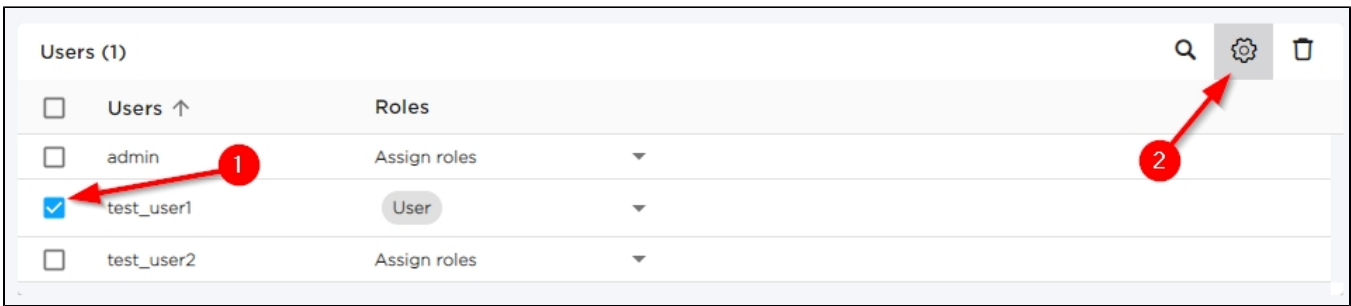 Users (1)
Users Roles
admin Assign roles
1
2
test_user1 User
test_user2 Assign roles